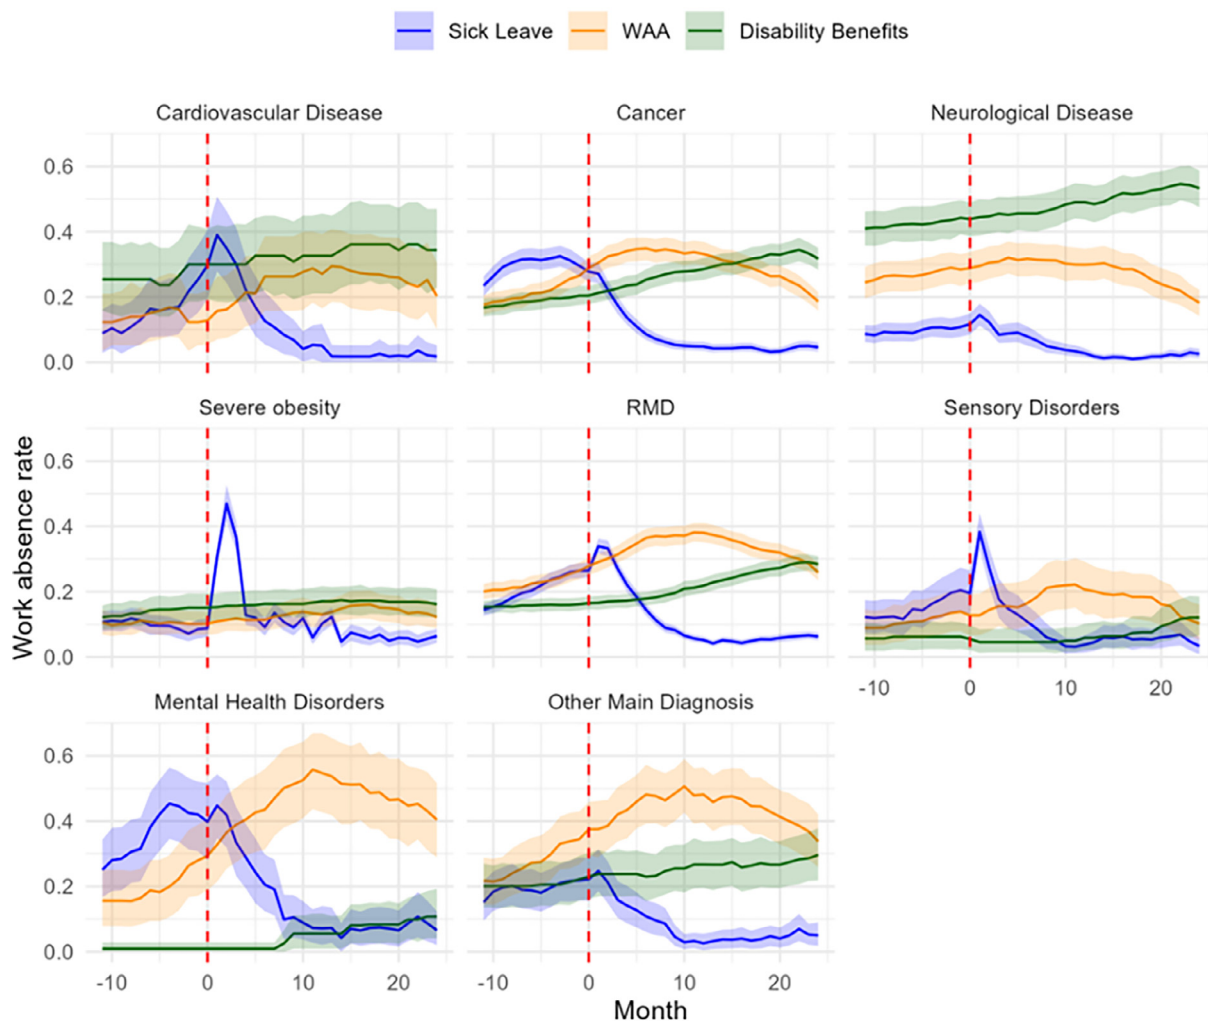 Sick Leave WAA Disability Benefits
Cardiovascular Disease Cancer Neurological Disease
0.6
0.4
0.2
0.0
Severe obesity RMD Sensory Disorders
0.6
0.4
0.2
0.0
-10 0 10 20
Mental Health Disorders Other Main Diagnosis
0.6
0.4
0.2
0.0
-10 0 10 20 -10 0 10 20
Work absence rate
Month